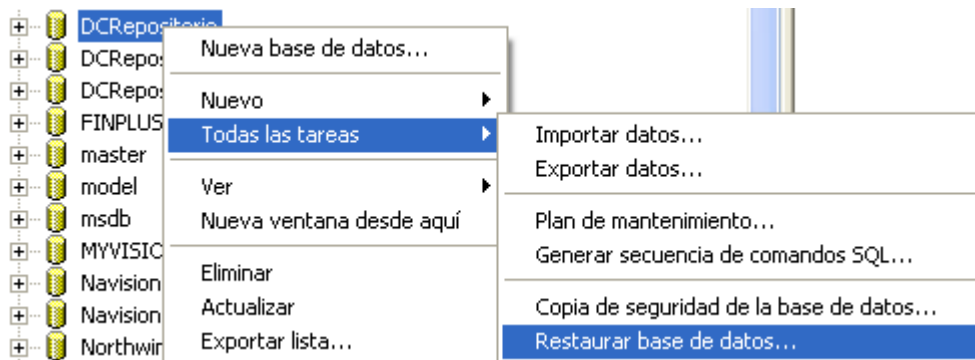 DCRepositorio
DCRepos
DCRepos
FINPLUS
master
model
msdb
MYVISIO
Navision
Navision
Northwin
Nueva base de datos...
Nuevo
Todas las tareas
Ver
Nueva ventana desde aquí
Eliminar
Actualizar
Exportar lista...
Importar datos...
Exportar datos...
Plan de mantenimiento...
Generar secuencia de comandos SQL...
Copia de seguridad de la base de datos...
Restaurar base de datos...